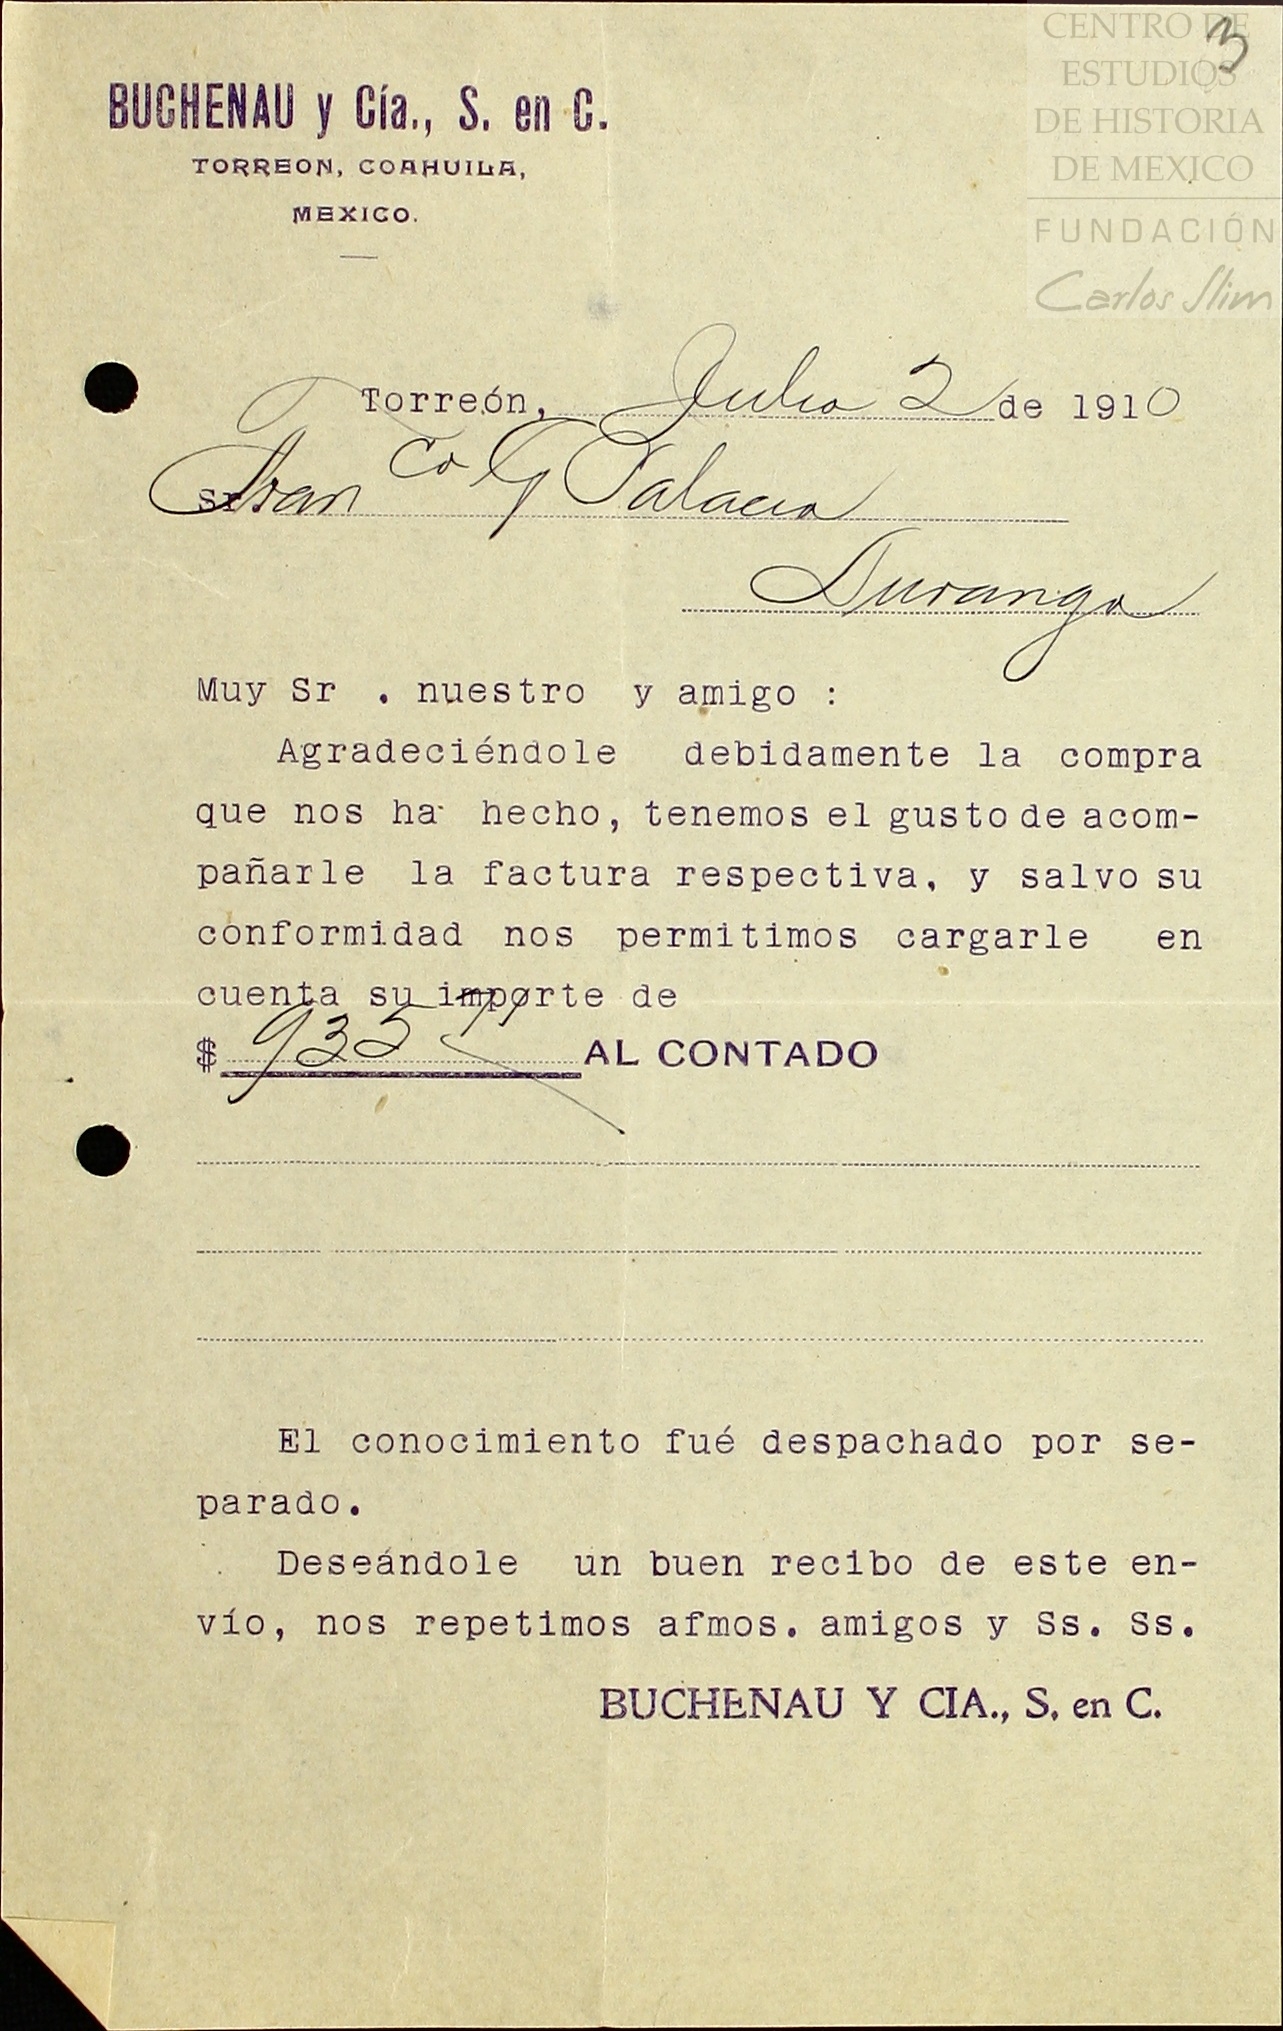 CENTRO DE
ESTUDIOS
DE HISTORIA
DE MEXICO
FUNDACIÓN
Carlos Slim
3
BUCHENAU y Cía., S. en C.
TORREON, COAHUILA,
MEXICO.
Torreón, Julio 2 de 1910
Sr. Franco G Palacio
Durango
Muy Sr . nuestro y amigo :
Agradeciéndole debidamente la compra
que nos ha hecho, tenemos el gusto de acom-
pañarle la factura respectiva, y salvo su
conformidad nos permitimos cargarle en
cuenta su importe de
$ 935 AL CONTADO
El conocimiento fué despachado por se-
parado.
Deseándole un buen recibo de este en-
vío, nos repetimos afmos. amigos y Ss. Ss.
BUCHENAU Y CIA., S. en C.